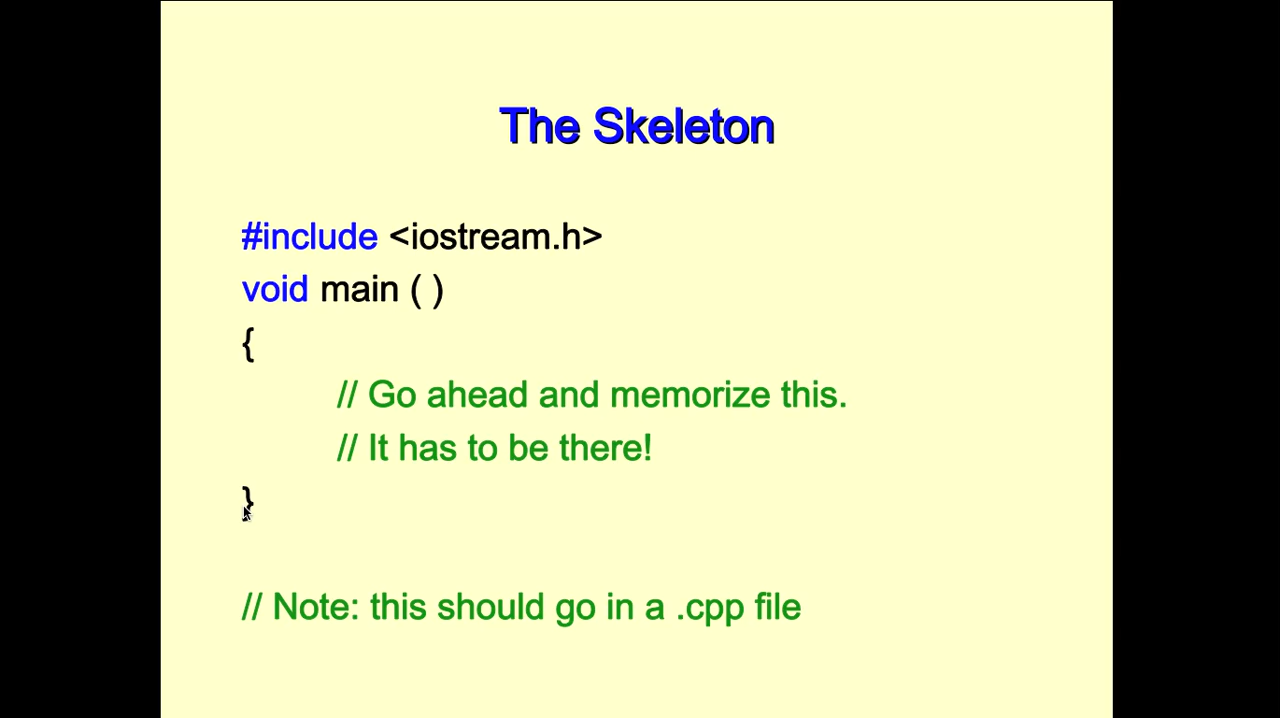 The Skeleton
#include <iostream.h>
void main ( )
{
// Go ahead and memorize this.
// It has to be there!
}
// Note: this should go in a .cpp file